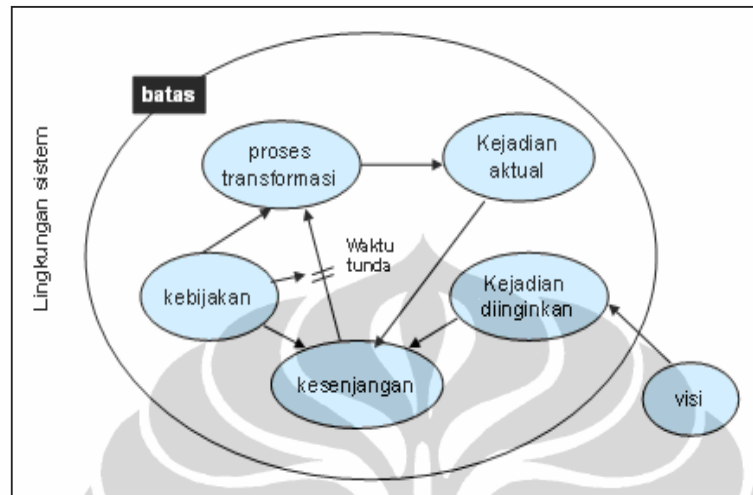 batas
Lingkungan sistem
proses
transformasi
Kejadian
aktual
Waktu
tunda
kebijakan
Kejadian
diinginkan
kesenjangan
visi